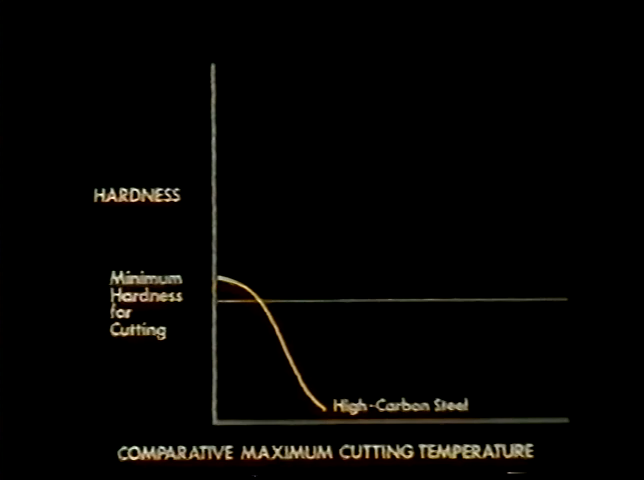 HARDNESS
Minimum
Hardness
for
Cutting
High-Carbon Steel
COMPARATIVE MAXIMUM CUTTING TEMPERATURE